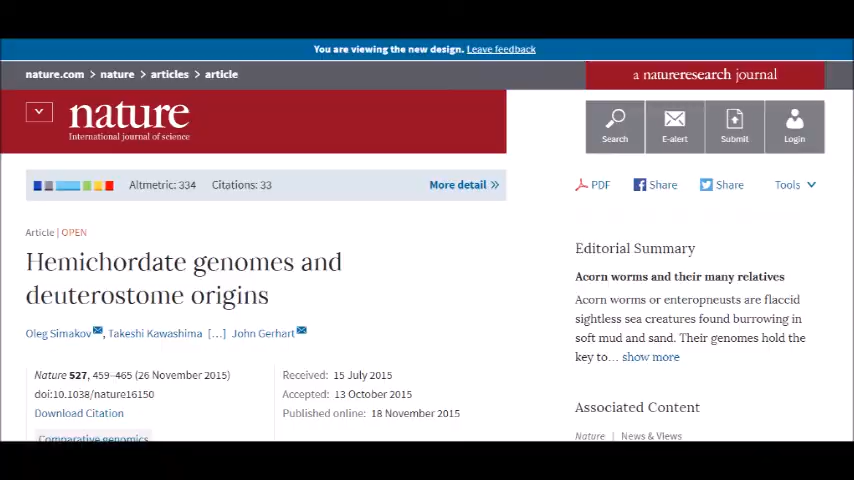 You are viewing the new design. Leave feedback
nature.com > nature > articles > article
a natureresearch journal
nature
International journal of science
Search
E-alert
Submit
Login
Altmetric: 334 Citations: 33 More detail »
PDF Share Share Tools
Article | OPEN
Hemichordate genomes and
deuterostome origins
Oleg Simakov, Takeshi Kawashima [...] John Gerhart
Nature 527, 459–465 (26 November 2015)
doi:10.1038/nature16150
Download Citation
Comparative genomics
Received: 15 July 2015
Accepted: 13 October 2015
Published online: 18 November 2015
Editorial Summary
Acorn worms and their many relatives
Acorn worms or enteropneusts are flaccid
sightless sea creatures found burrowing in
soft mud and sand. Their genomes hold the
key to... show more
Associated Content
Nature | News & Views